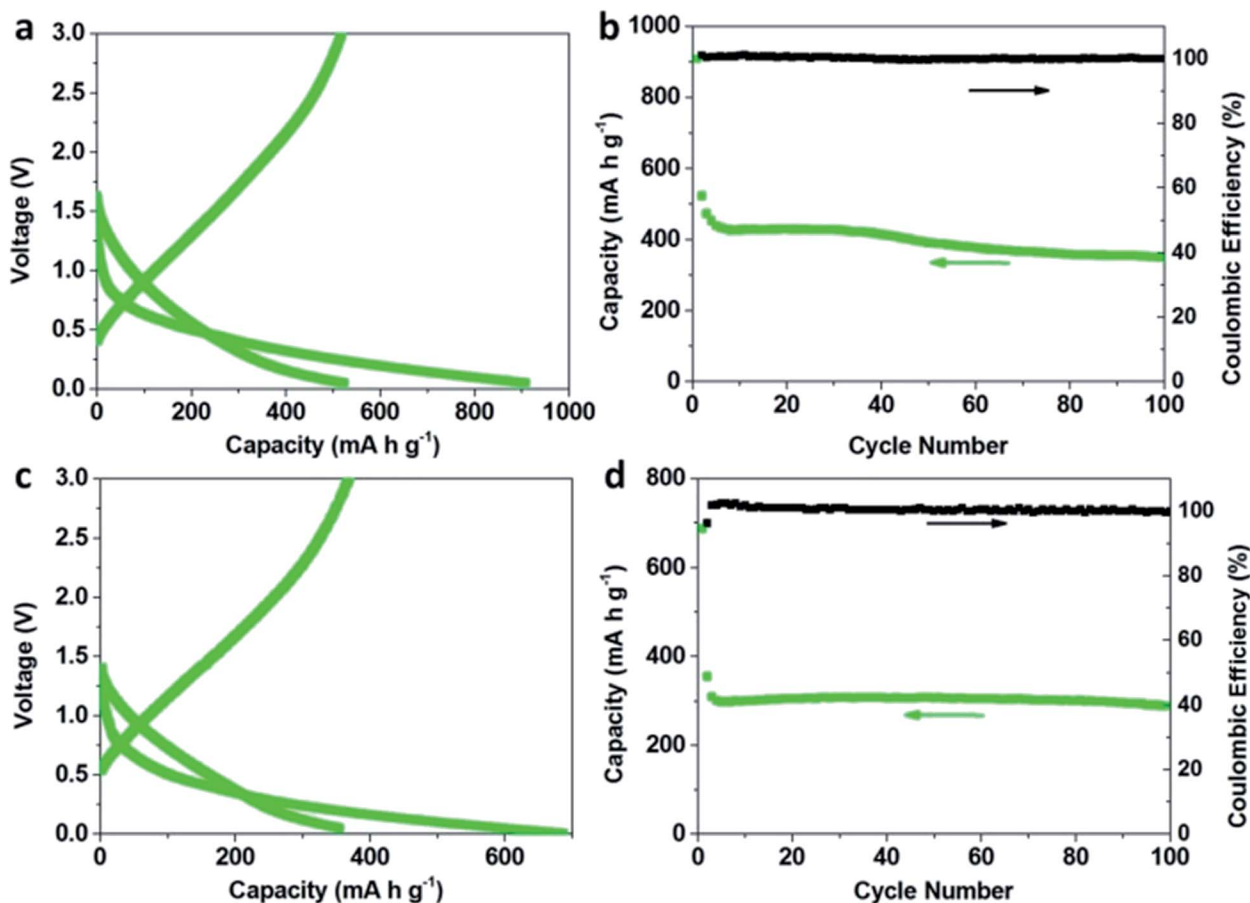 a
3.0
2.5
2.0
1.5
1.0
0.5
0.0
Voltage (V)
0 200 400 600 800 1000
Capacity (mA h g-1)
b
1000
800
600
400
200
0
Capacity (mA h g-1)
100
80
60
40
20
0
Coulombic Efficiency (%)
0 20 40 60 80 100
Cycle Number
c
3.0
2.5
2.0
1.5
1.0
0.5
0.0
Voltage (V)
0 200 400 600
Capacity (mA h g-1)
d
800
600
400
200
0
Capacity (mA h g-1)
100
80
60
40
20
0
Coulombic Efficiency (%)
0 20 40 60 80 100
Cycle Number